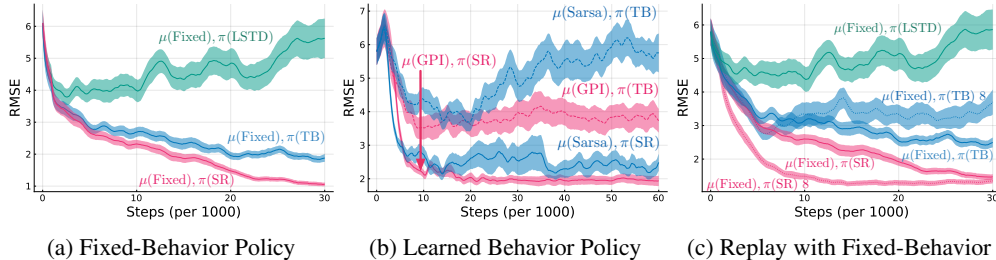 μ(Fixed), π(LSTD)
μ(Fixed), π(TB)
μ(Fixed), π(SR)
RMSE
6
5
4
3
2
1
0
10
20
30
Steps (per 1000)
(a) Fixed-Behavior Policy
μ(Sarsa), π(TB)
μ(GPI), π(SR)
μ(GPI), π(TB)
μ(Sarsa), π(SR)
RMSE
7
6
5
4
3
2
0
10
20
30
40
50
60
Steps (per 1000)
(b) Learned Behavior Policy
μ(Fixed), π(LSTD)
μ(Fixed), π(TB) 8
μ(Fixed), π(SR)
μ(Fixed), π(TB)
μ(Fixed), π(SR) 8
RMSE
6
5
4
3
2
1
0
10
20
30
Steps (per 1000)
(c) Replay with Fixed-Behavior